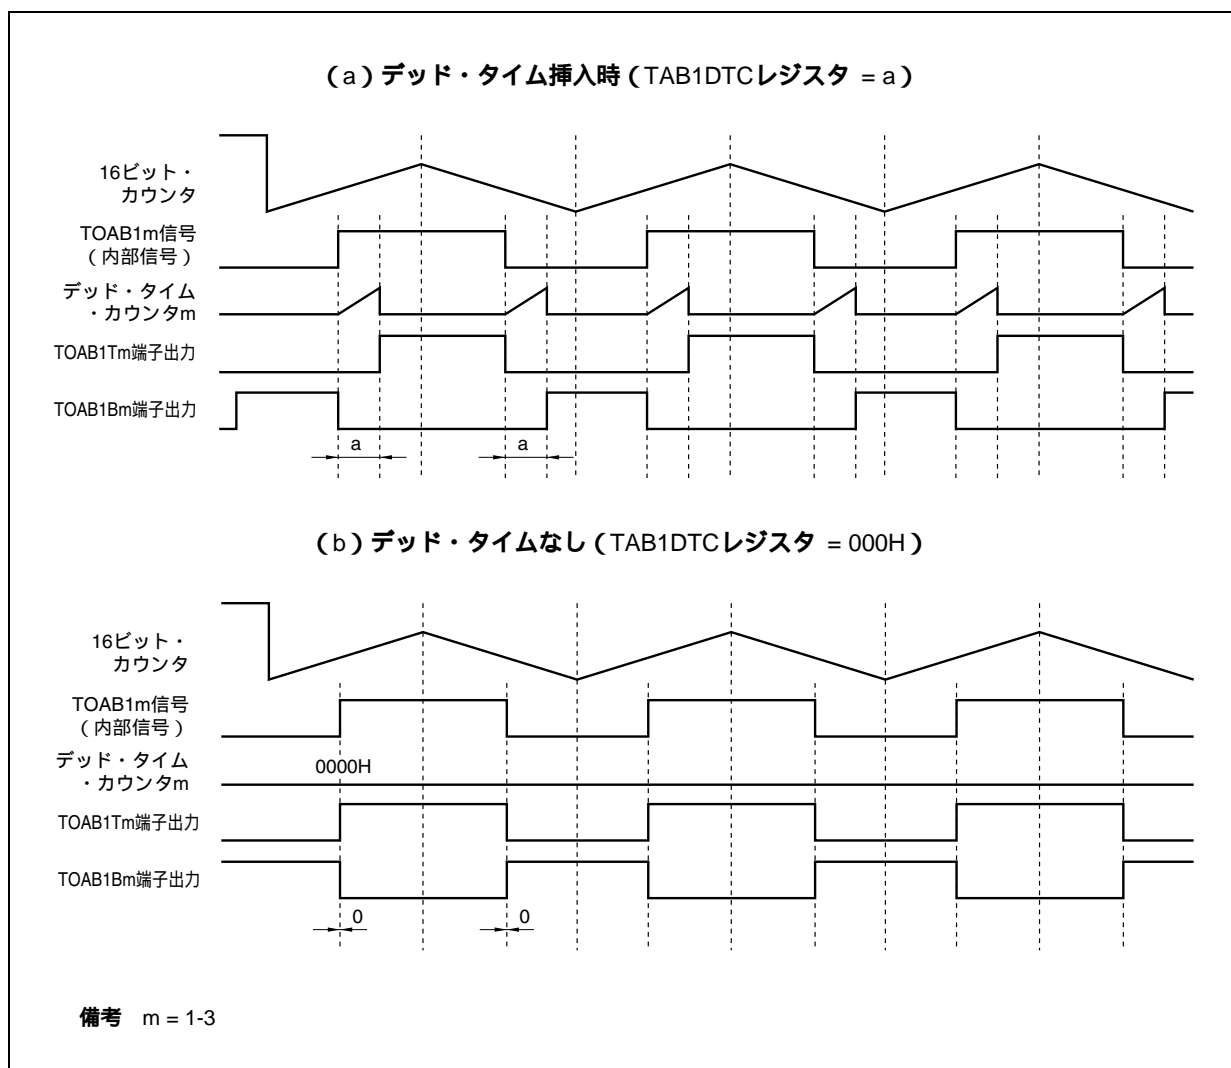 （a）デッド・タイム挿入時（TAB1DTCレジスタ = a）
16ビット・
カウンタ
TOAB1m信号
（内部信号）
デッド・タイム
・カウンタm
TOAB1Tm端子出力
TOAB1Bm端子出力
a
a
（b）デッド・タイムなし（TAB1DTCレジスタ = 000H）
16ビット・
カウンタ
TOAB1m信号
（内部信号）
デッド・タイム
・カウンタm
0000H
TOAB1Tm端子出力
TOAB1Bm端子出力
0
0
備考 m = 1-3